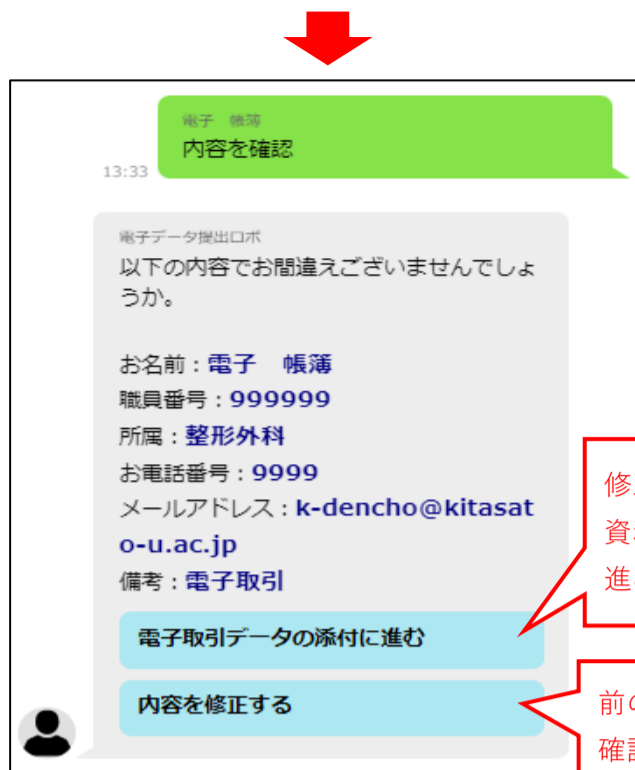 電子　帳簿
内容を確認
13:33
電子データ提出ロボ
以下の内容でお間違えございませんでしょ
うか。
お名前：電子　帳簿
職員番号：999999
所属：整形外科
お電話番号：9999
メールアドレス：k-dencho@kitasat
o-u.ac.jp
備考：電子取引
電子取引データの添付に進む
内容を修正する
修
資
進
前の
確認